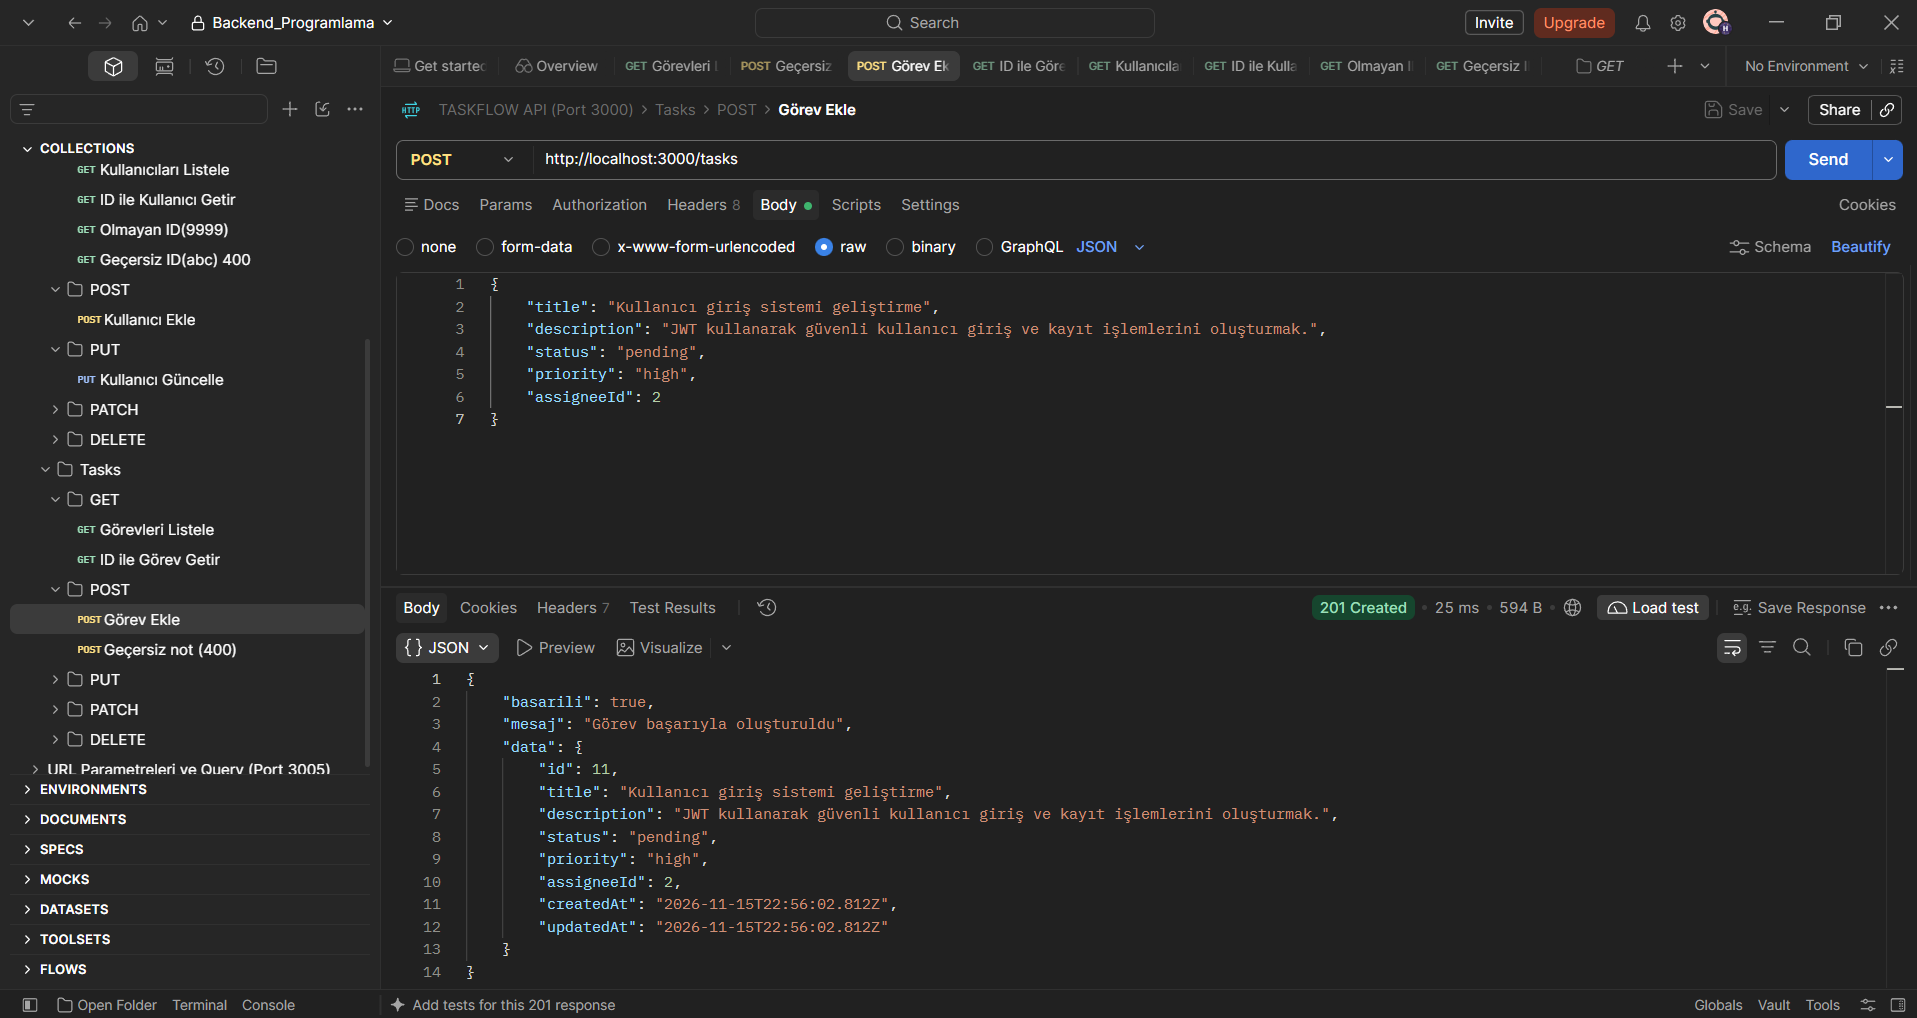 Backend_Programlama
Search
Invite
Upgrade
H
Get started
Overview
GET Görevleri
POST Geçersiz
POST Görev Ek
GET ID ile Göre
GET Kullanıcıla
GET ID ile Kulla
GET Olmayan I
GET Geçersiz I
GET
No Environment
COLLECTIONS
GET Kullanıcıları Listele
GET ID ile Kullanıcı Getir
GET Olmayan ID(9999)
GET Geçersiz ID(abc) 400
POST
POST Kullanıcı Ekle
PUT
PUT Kullanıcı Güncelle
PATCH
DELETE
Tasks
GET
GET Görevleri Listele
GET ID ile Görev Getir
POST
POST Görev Ekle
POST Geçersiz not (400)
PUT
PATCH
DELETE
URL Parametreleri ve Query (Port 3005)
ENVIRONMENTS
DOCUMENTS
SPECS
MOCKS
DATASETS
TOOLSETS
FLOWS
HTTP TASKFLOW API (Port 3000) > Tasks > POST > Görev Ekle
Save
Share
POST
http://localhost:3000/tasks
Send
Docs Params Authorization Headers 8 Body Scripts Settings
Cookies
none form-data x-www-form-urlencoded raw binary GraphQL JSON
Schema Beautify
1 {
2 "title": "Kullanıcı giriş sistemi geliştirme",
3 "description": "JWT kullanarak güvenli kullanıcı giriş ve kayıt işlemlerini oluşturmak.",
4 "status": "pending",
5 "priority": "high",
6 "assigneeId": 2
7 }
Body Cookies Headers 7 Test Results
201 Created • 25 ms • 594 B
Load test
e.g. Save Response
{} JSON Preview Visualize
1 {
2 "basarili": true,
3 "mesaj": "Görev başarıyla oluşturuldu",
4 "data": {
5 "id": 11,
6 "title": "Kullanıcı giriş sistemi geliştirme",
7 "description": "JWT kullanarak güvenli kullanıcı giriş ve kayıt işlemlerini oluşturmak.",
8 "status": "pending",
9 "priority": "high",
10 "assigneeId": 2,
11 "createdAt": "2026-11-15T22:56:02.812Z",
12 "updatedAt": "2026-11-15T22:56:02.812Z"
13 }
14 }
Open Folder Terminal Console
Add tests for this 201 response
Globals Vault Tools